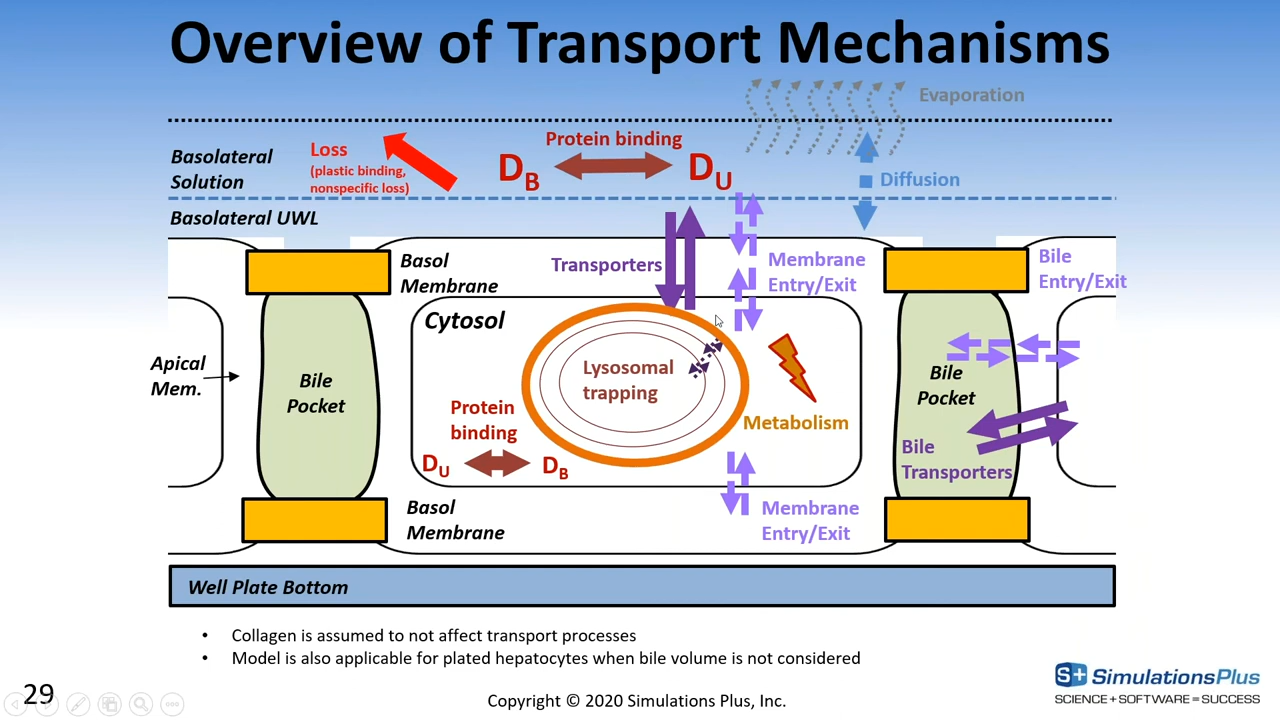 Overview of Transport Mechanisms
Evaporation
Basolateral
Solution
Loss
(plastic binding,
nonspecific loss)
Protein binding
DB
DU
Diffusion
Basolateral UWL
Basol
Membrane
Transporters
Membrane
Entry/Exit
Bile
Entry/Exit
Cytosol
Apical
Mem.
Bile
Pocket
Lysosomal
trapping
Bile
Pocket
Protein
binding
Metabolism
DU
DB
Bile
Transporters
Basol
Membrane
Membrane
Entry/Exit
Well Plate Bottom
• Collagen is assumed to not affect transport processes
• Model is also applicable for plated hepatocytes when bile volume is not considered
29
Copyright © 2020 Simulations Plus, Inc.
S+ SimulationsPlus
SCIENCE + SOFTWARE = SUCCESS